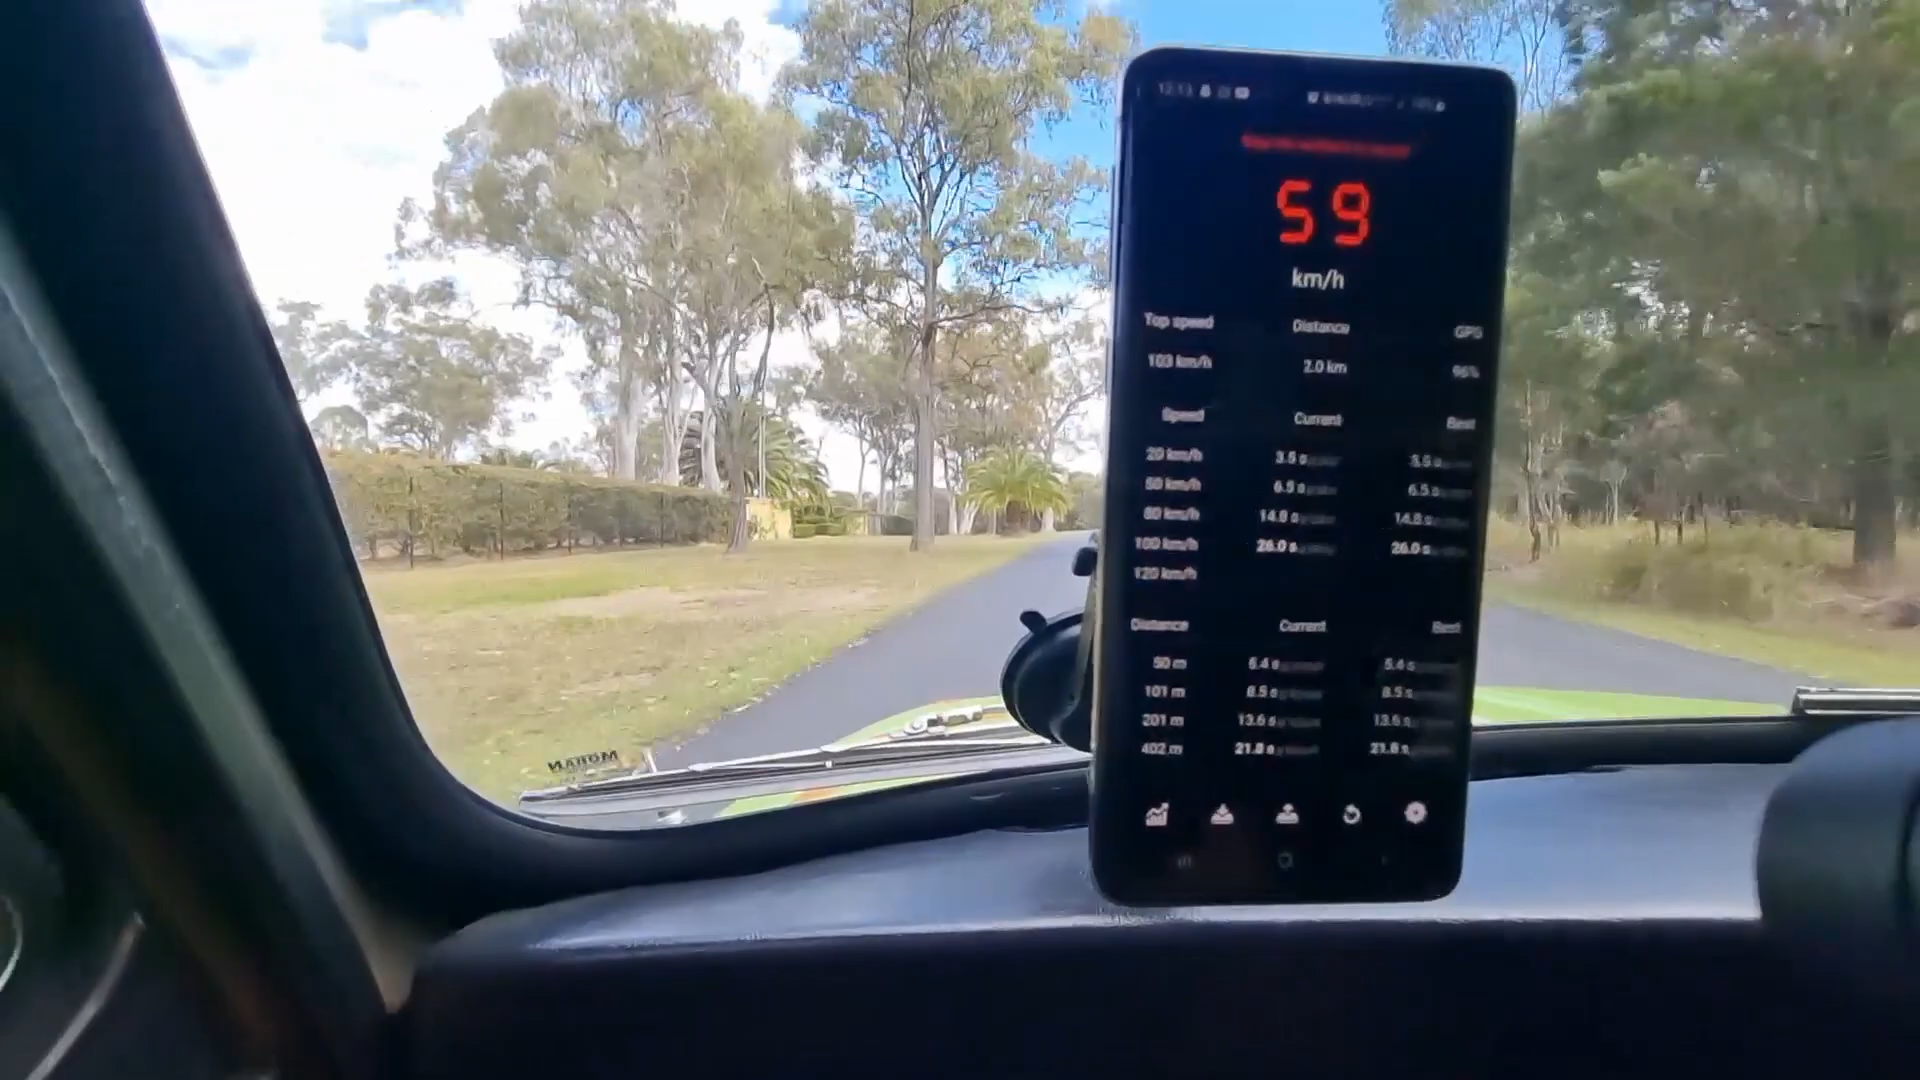 12:13
59
km/h
Top speed Distance GPS
103 km/h 2.0 km 96%
Speed Current Best
20 km/h 3.5 s 3.5 s
50 km/h 6.5 s 6.5 s
80 km/h 14.8 s 14.8 s
100 km/h 26.0 s 26.0 s
120 km/h
Distance Current Best
50 m 5.4 s
101 m 8.5 s 8.5 s
201 m 13.6 s 13.6 s
402 m 21.8 s 21.8 s
MORAN